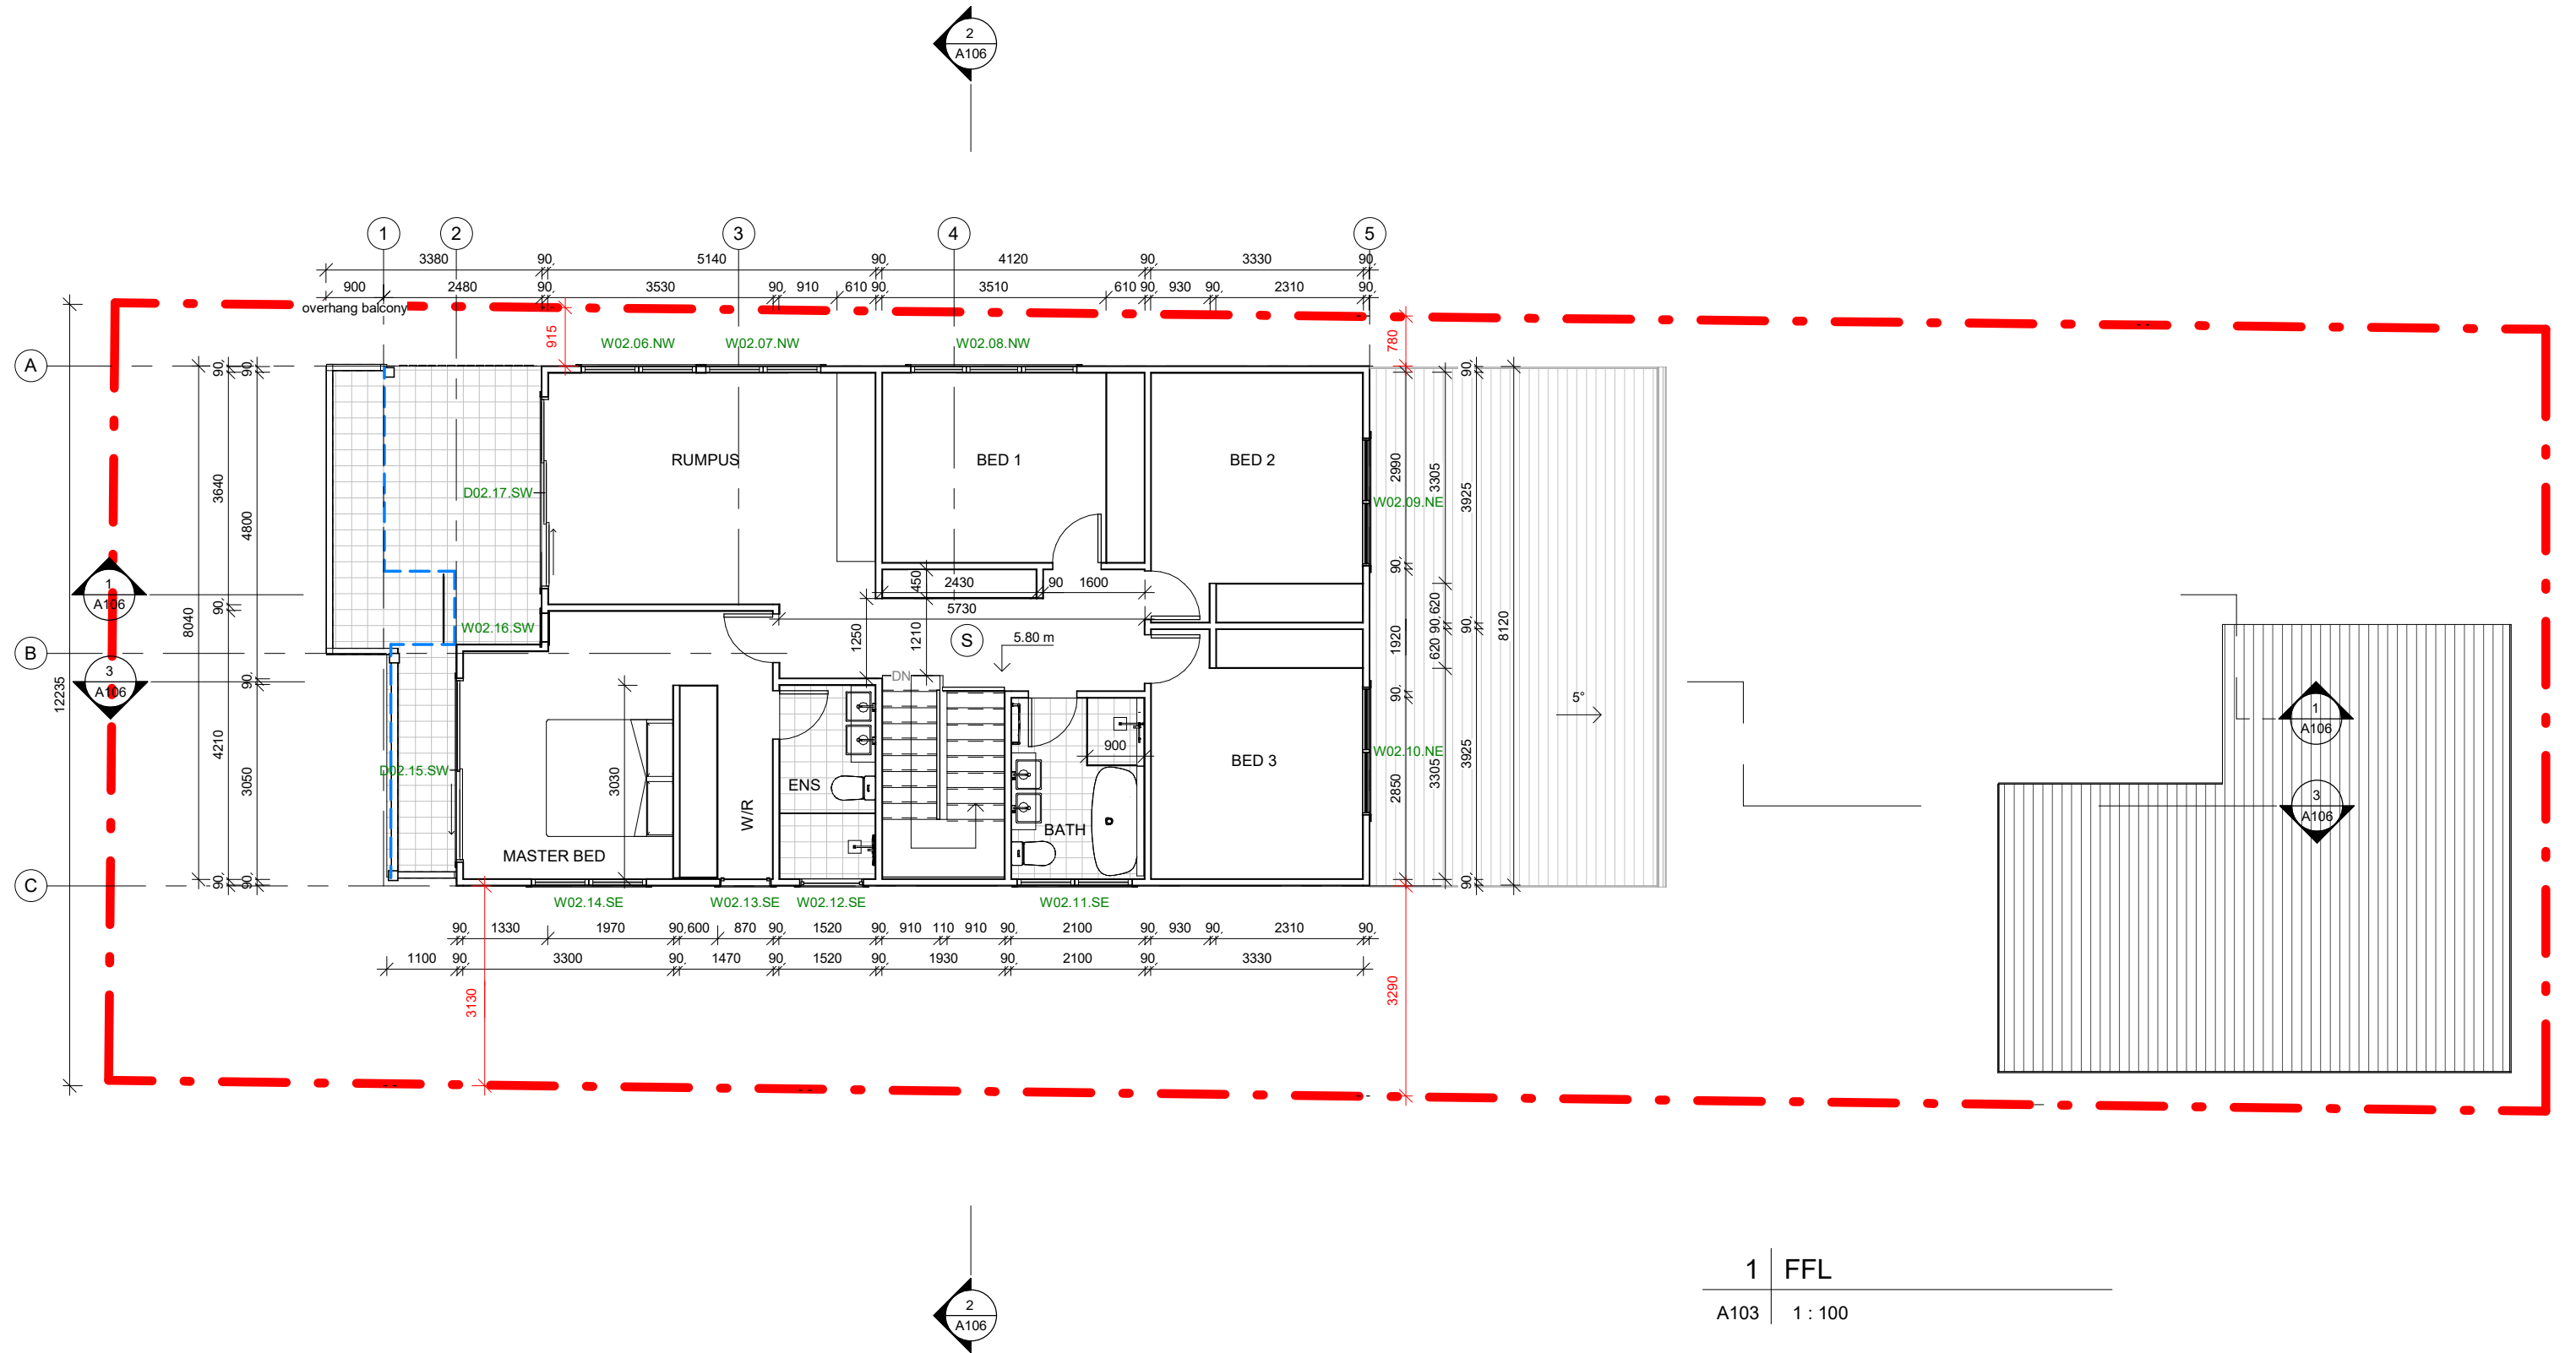 2
A106
1 2 3 4 5
3380 90, 5140 90, 4120 90, 3330 90,
900 2480 90, 3530 90, 910 610 90, 3510 610 90, 930 90, 2310 90,
overhang balcony
915
780
W02.06.NW W02.07.NW W02.08.NW
A
B
C
12235
8040
90, 3640 90, 4210 90,
90, 4800 90, 3050 90,
RUMPUS
BED 1
BED 2
D02.17.SW
W02.16.SW
W02.09.NE
2990 90, 1920 90, 2850
3305 620 90, 620 3305
90, 3925 90, 3925 90,
8120
1
A106
3
A106
450
2430 90 1600
5730
1250
1210
S
5.80 m
DN
5°
1
A106
3
A106
D02.15.SW
W02.10.NE
3030
900
ENS
W/R
BATH
BED 3
MASTER BED
W02.14.SE W02.13.SE W02.12.SE W02.11.SE
90, 1330 1970 90, 600 870 90, 1520 90, 910 110 910 90, 2100 90, 930 90, 2310 90,
1100 90, 3300 90, 1470 90, 1520 90, 1930 90, 2100 90, 3330
3130
3290
2
A106
1 FFL
A103 1 : 100